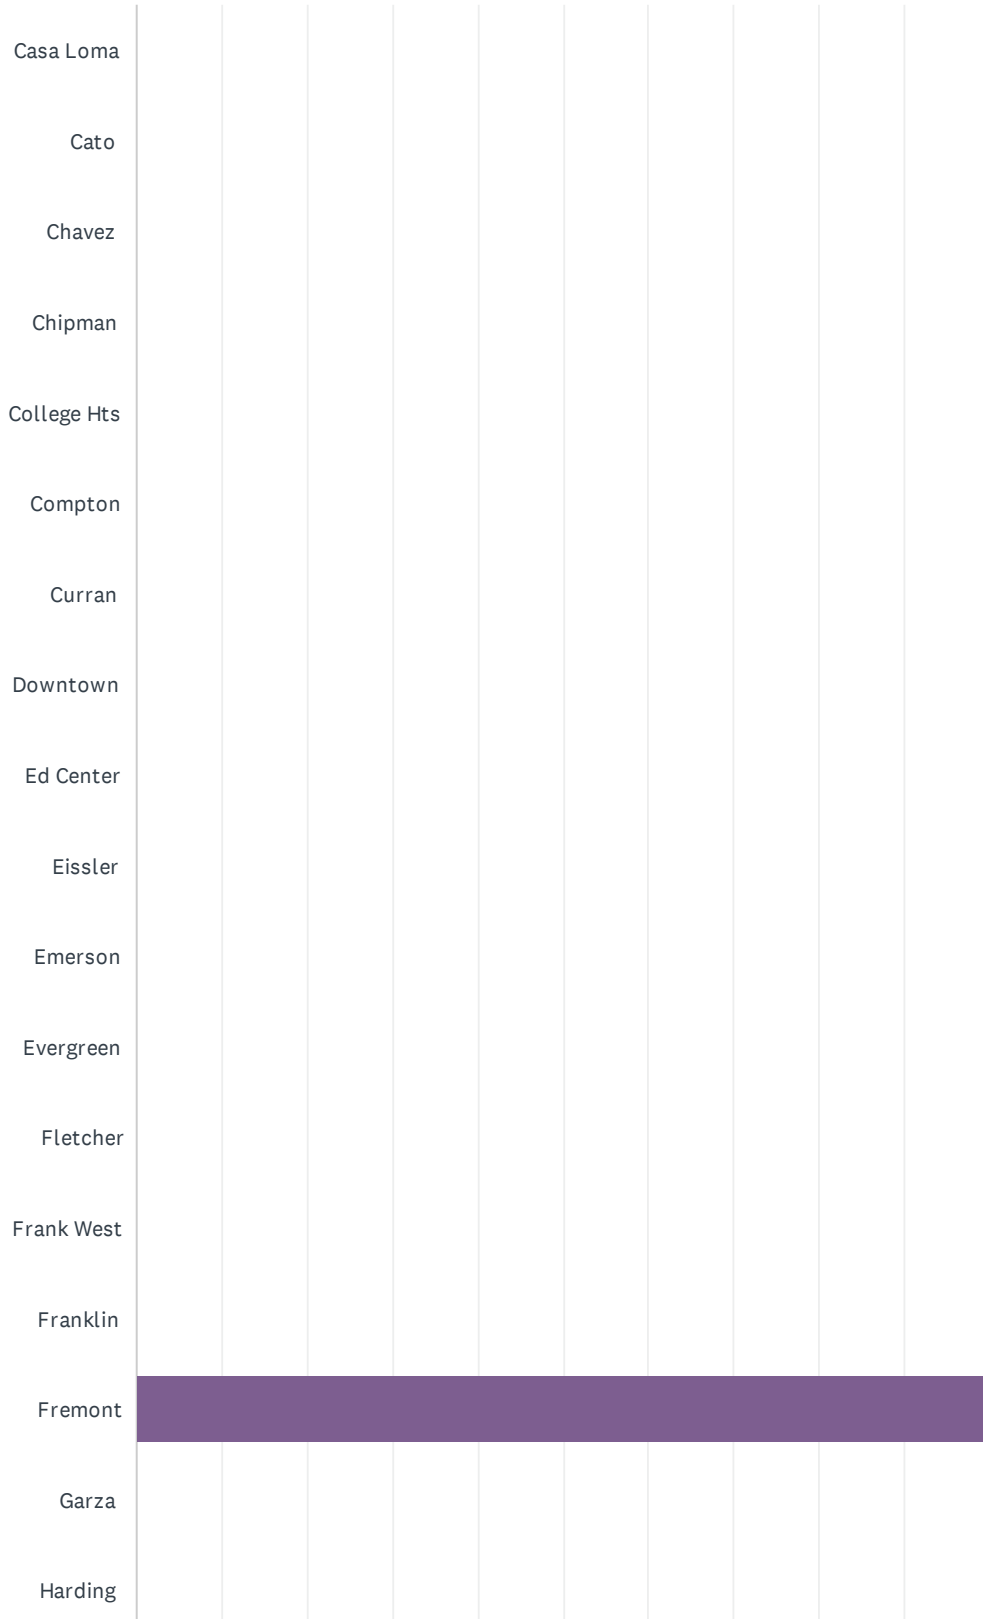 Casa Loma
Cato
Chavez
Chipman
College Hts
Compton
Curran
Downtown
Ed Center
Eissler
Emerson
Evergreen
Fletcher
Frank West
Franklin
Fremont
Garza
Harding